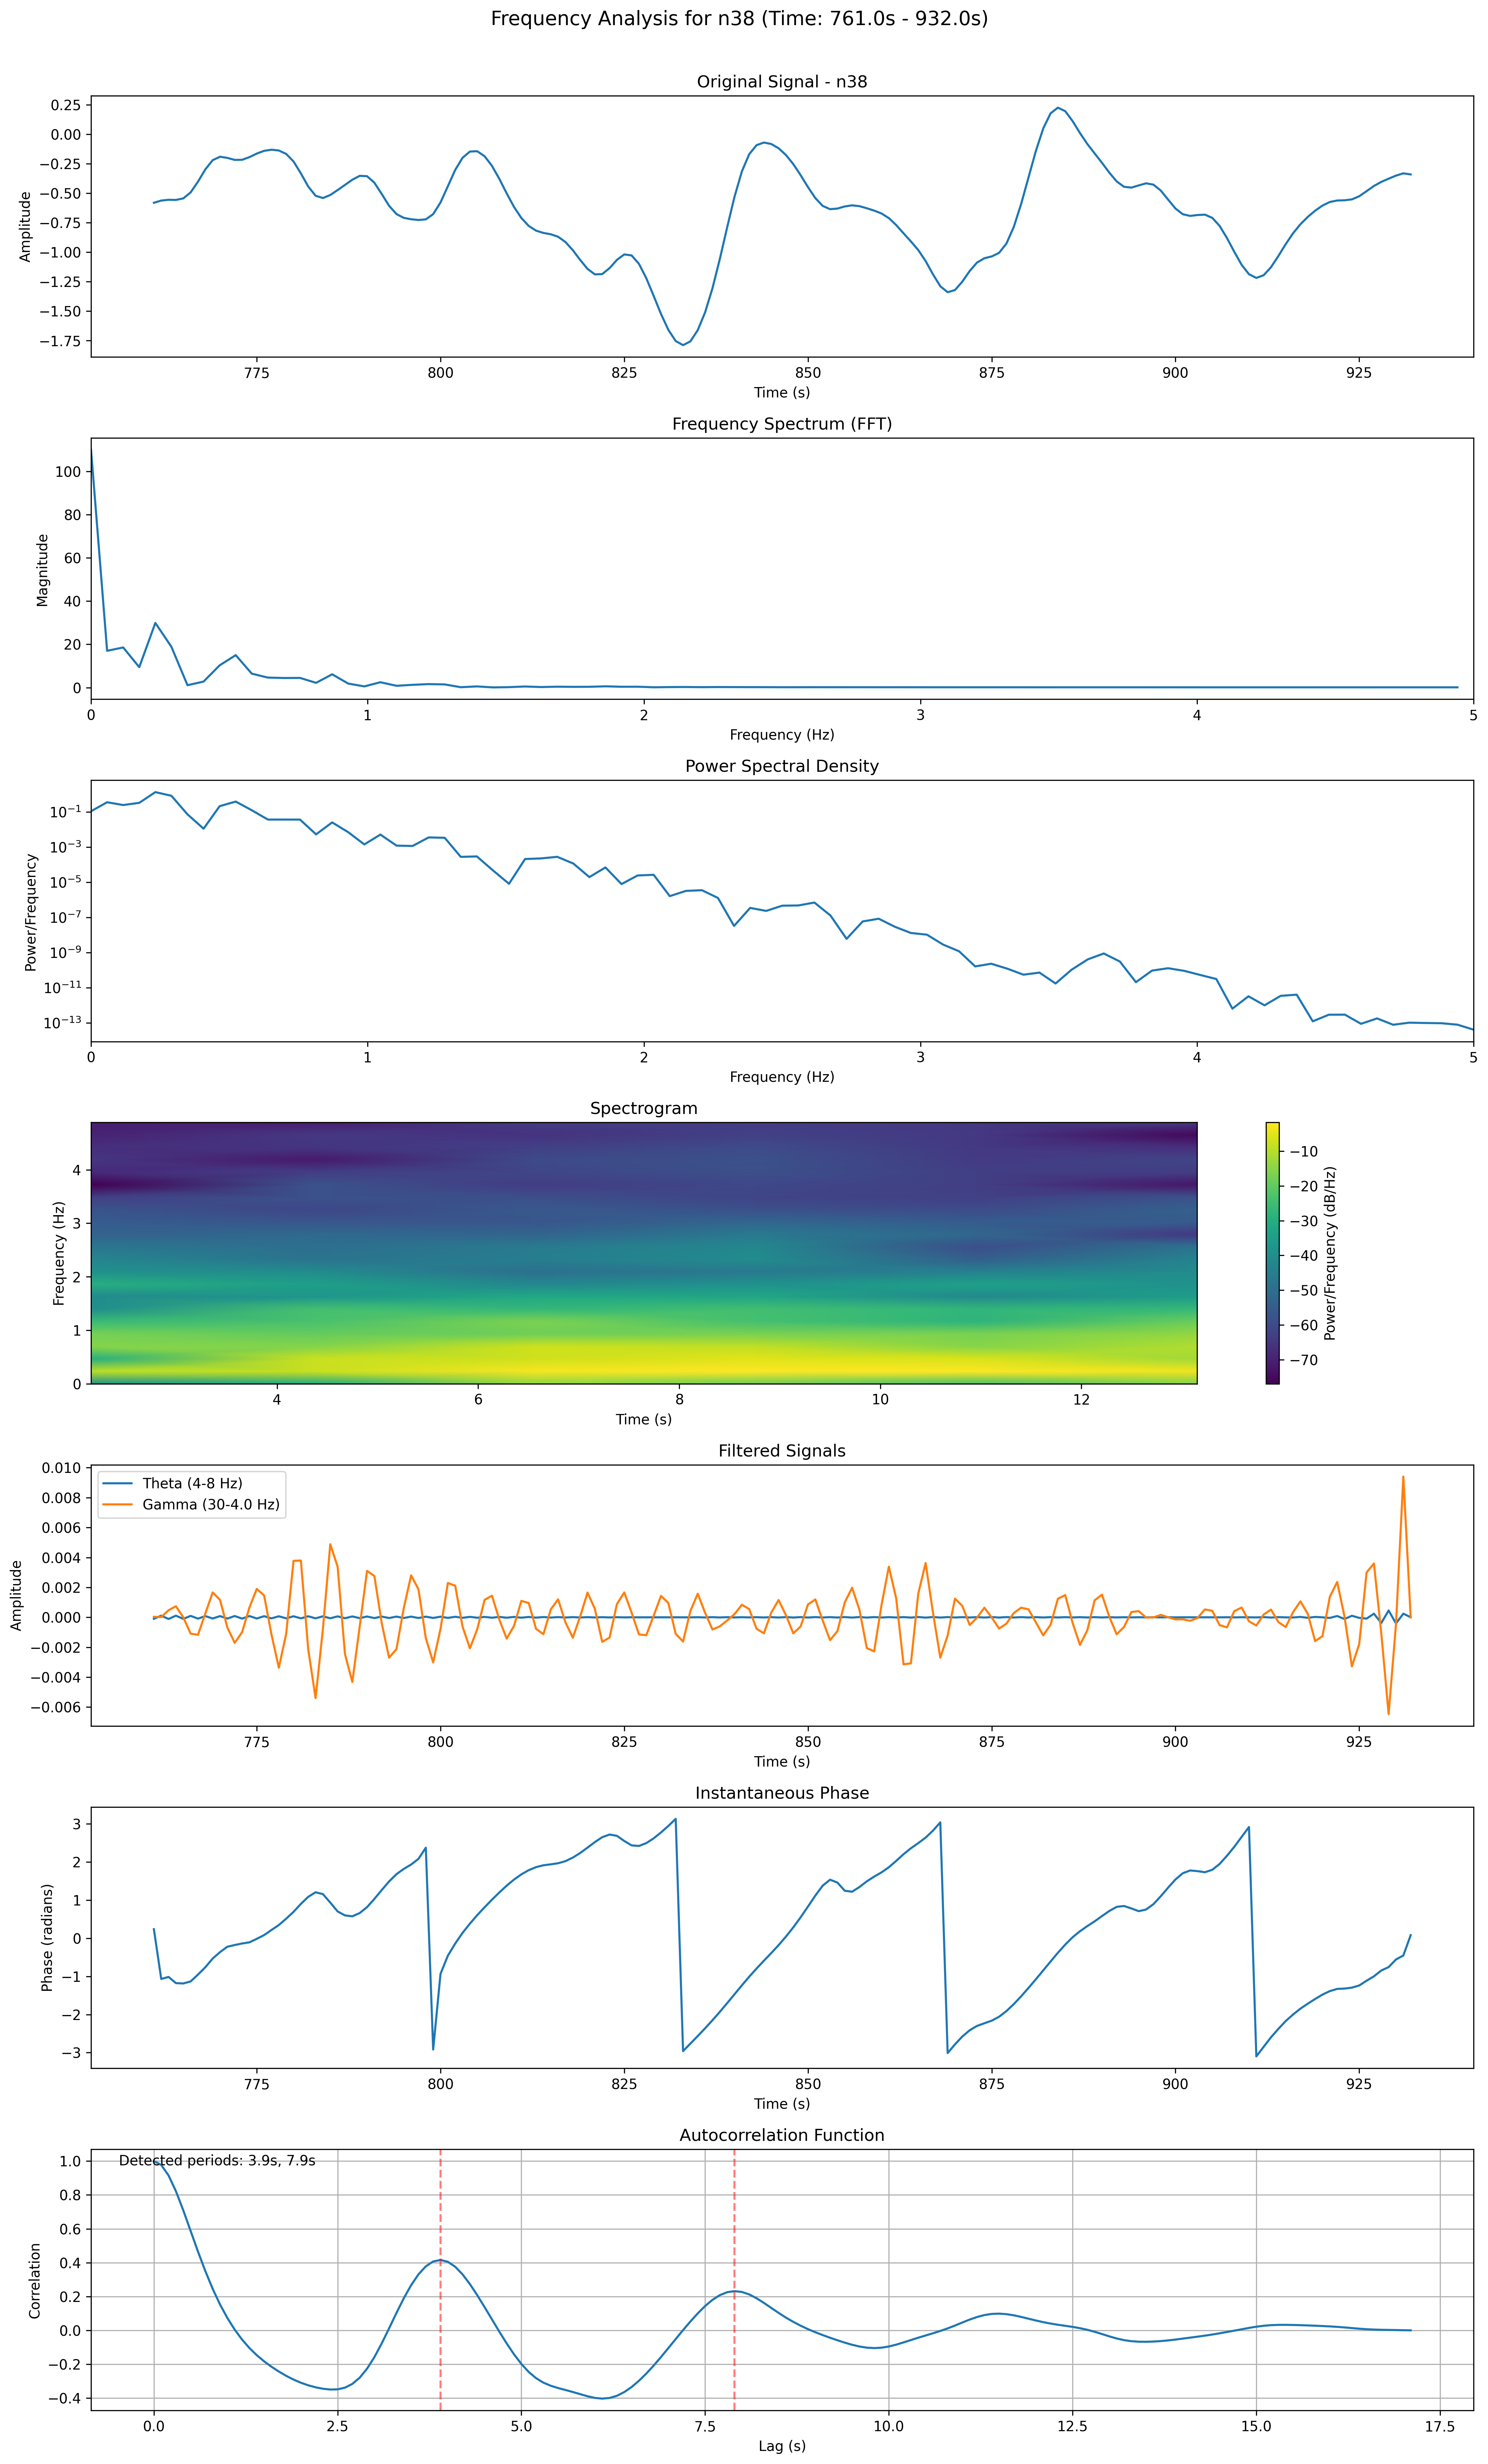 Frequency Analysis for n38 (Time: 761.0s - 932.0s)
Original Signal - n38
0.25
0.00
−0.25
−0.50
−0.75
−1.00
−1.25
−1.50
−1.75
Amplitude
775 800 825 850 875 900 925
Time (s)
Frequency Spectrum (FFT)
100
80
60
40
20
0
Magnitude
0 1 2 3 4 5
Frequency (Hz)
Power Spectral Density
10⁻¹
10⁻³
10⁻⁵
10⁻⁷
10⁻⁹
10⁻¹¹
10⁻¹³
Power/Frequency
0 1 2 3 4 5
Frequency (Hz)
Spectrogram
4
3
2
1
0
Frequency (Hz)
4 6 8 10 12
Time (s)
−10
−20
−30
−40
−50
−60
−70
Power/Frequency (dB/Hz)
Filtered Signals
Theta (4-8 Hz)
Gamma (30-4.0 Hz)
0.010
0.008
0.006
0.004
0.002
0.000
−0.002
−0.004
−0.006
Amplitude
775 800 825 850 875 900 925
Time (s)
Instantaneous Phase
3
2
1
0
−1
−2
−3
Phase (radians)
775 800 825 850 875 900 925
Time (s)
Autocorrelation Function
Detected periods: 3.9s, 7.9s
1.0
0.8
0.6
0.4
0.2
0.0
−0.2
−0.4
Correlation
0.0 2.5 5.0 7.5 10.0 12.5 15.0 17.5
Lag (s)